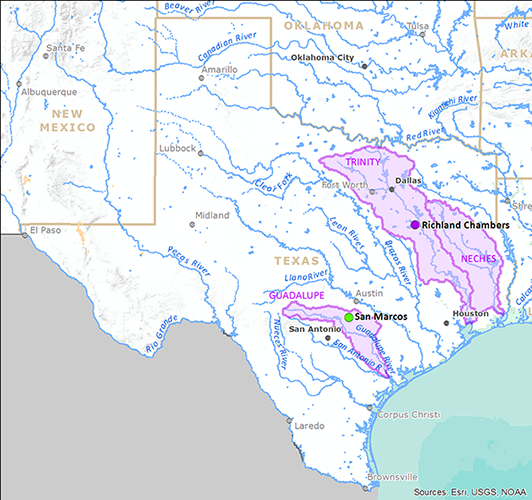 Beaver River
OKLAHOMA
Tulsa
Canadian River
Santa Fe
Oklahoma City
ARKA
White
Amarillo
Albuquerque
NEW
MEXICO
Kiamichi River
Red River
Lubbock
TRINITY
Clear Fork
Dallas
Fort Worth
Shre
Midland
Leon River
Richland Chambers
El Paso
Pecos River
Brazos River
TEXAS
NECHES
Llano River
GUADALUPE
Austin
San Marcos
Houston
Rio Grande
San Antonio
Guadalupe River
Nueces River
San Antonio R.
Corpus Christi
Laredo
Brownsville
Sources: Esri, USGS, NOAA